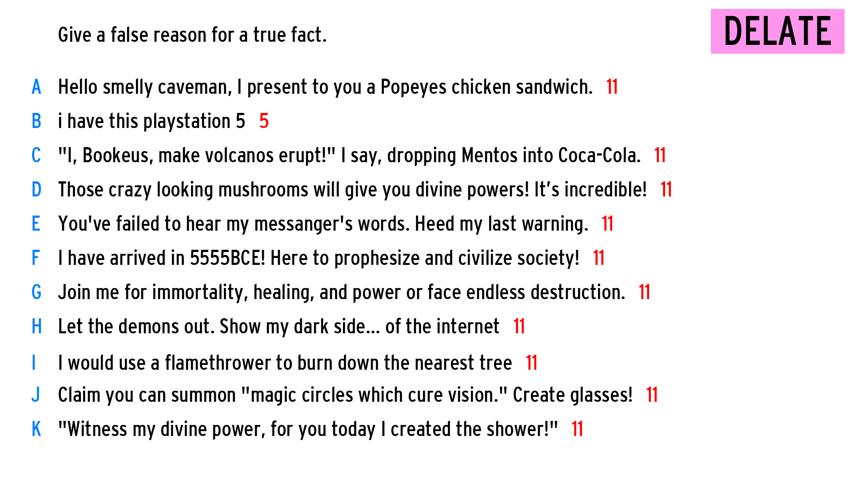 Give a false reason for a true fact.
DELATE
A Hello smelly caveman, I present to you a Popeyes chicken sandwich. 11
B i have this playstation 5 5
C "I, Bookeus, make volcanos erupt!" I say, dropping Mentos into Coca-Cola. 11
D Those crazy looking mushrooms will give you divine powers! It’s incredible! 11
E You've failed to hear my messanger's words. Heed my last warning. 11
F I have arrived in 5555BCE! Here to prophesize and civilize society! 11
G Join me for immortality, healing, and power or face endless destruction. 11
H Let the demons out. Show my dark side... of the internet 11
I I would use a flamethrower to burn down the nearest tree 11
J Claim you can summon "magic circles which cure vision." Create glasses! 11
K "Witness my divine power, for you today I created the shower!" 11